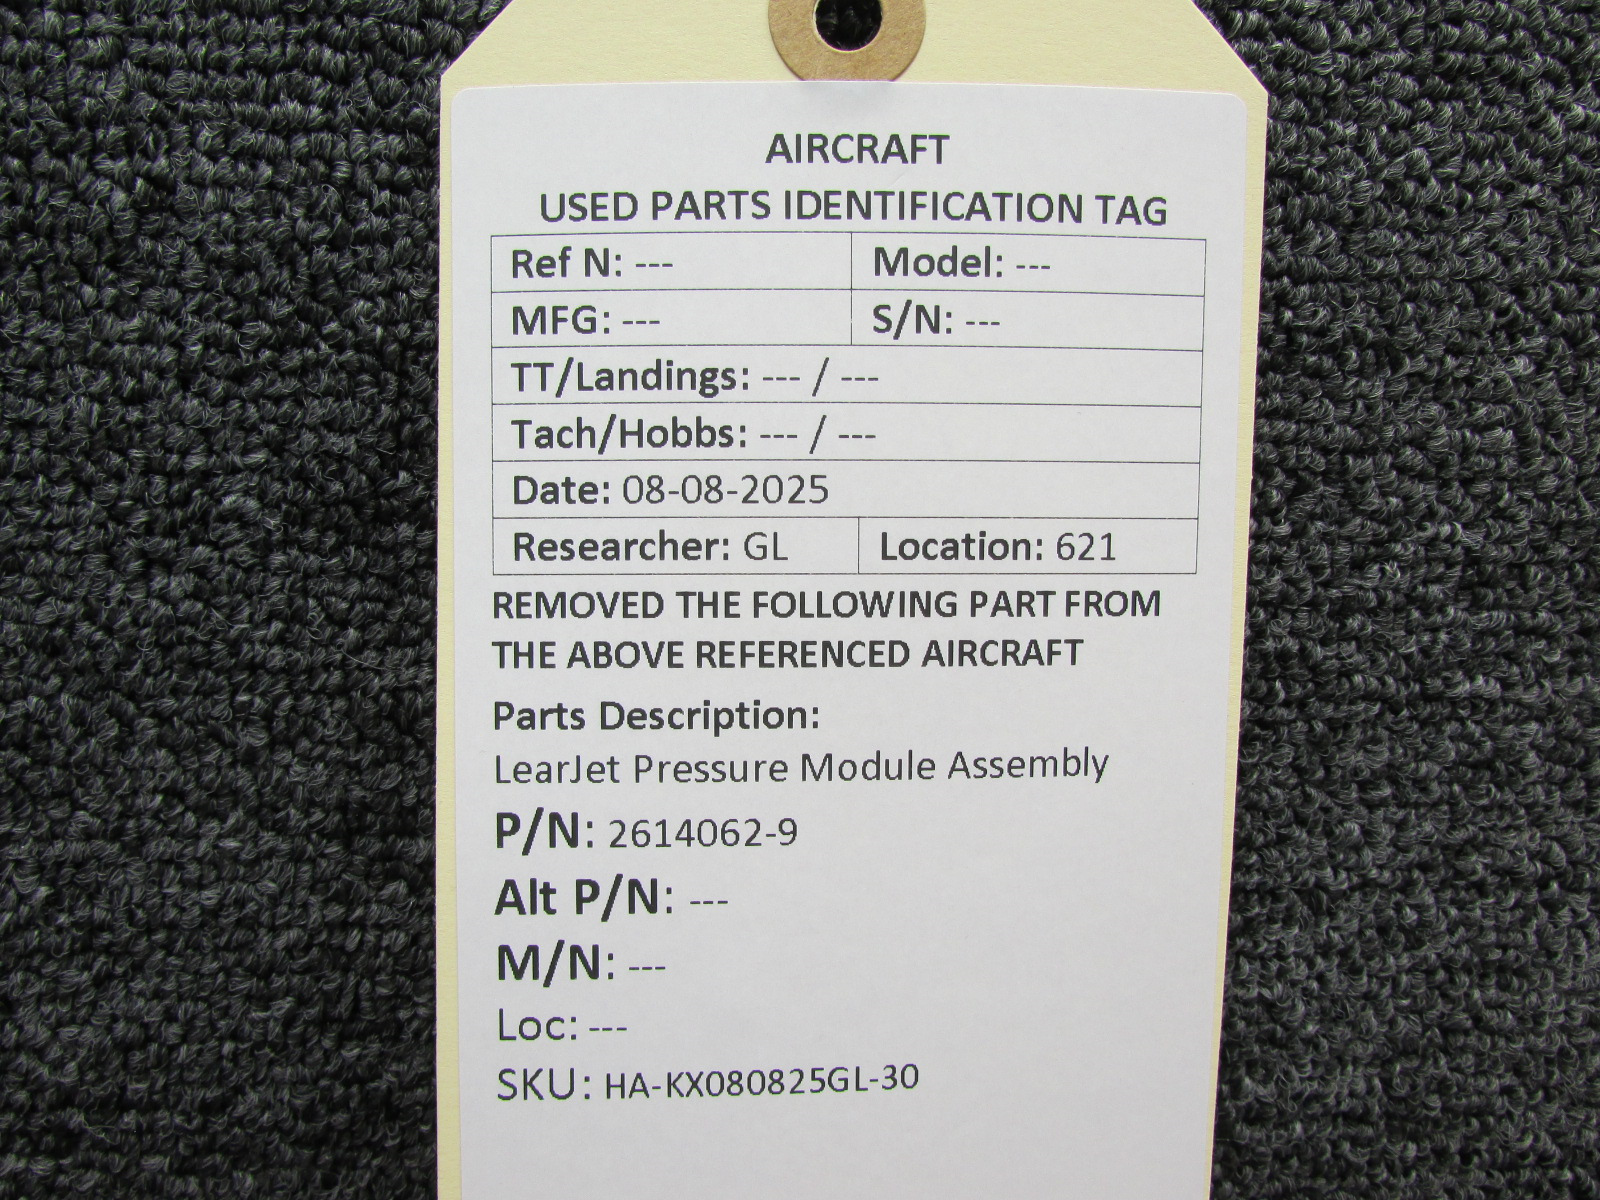 AIRCRAFT
USED PARTS IDENTIFICATION TAG
Ref N: --- Model: ---
MFG: --- S/N: ---
TT/Landings: --- / ---
Tach/Hobbs: --- / ---
Date: 08-08-2025
Researcher: GL Location: 621
REMOVED THE FOLLOWING PART FROM
THE ABOVE REFERENCED AIRCRAFT
Parts Description:
LearJet Pressure Module Assembly
P/N: 2614062-9
Alt P/N: ---
M/N: ---
Loc: ---
SKU: HA-KX080825GL-30